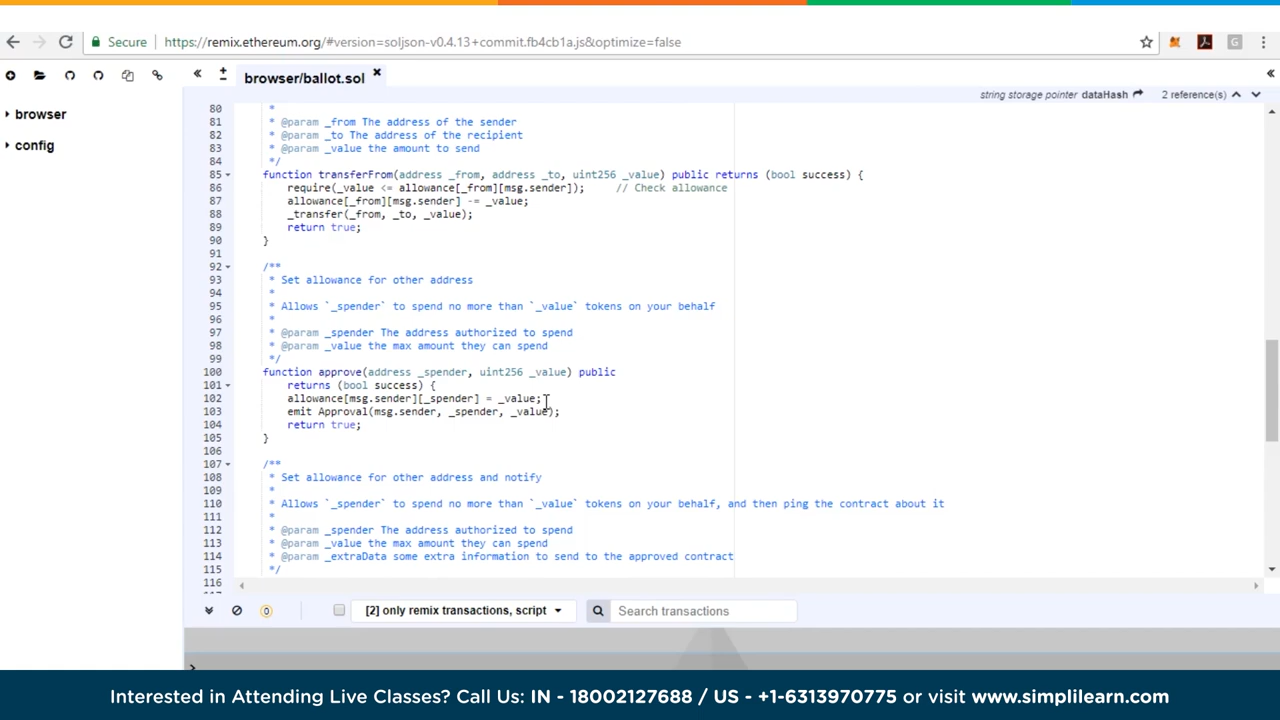 Secure https://remix.ethereum.org/#version=soljson-v0.4.13+commit.fb4cb1a.js&optimize=false
browser/ballot.sol
string storage pointer dataHash 2 reference(s)
browser
config
80 *
81 * @param _from The address of the sender
82 * @param _to The address of the recipient
83 * @param _value the amount to send
84 */
85 function transferFrom(address _from, address _to, uint256 _value) public returns (bool success) {
86 require(_value <= allowance[_from][msg.sender]); // Check allowance
87 allowance[_from][msg.sender] -= _value;
88 _transfer(_from, _to, _value);
89 return true;
90 }
91
92 /**
93 * Set allowance for other address
94 *
95 * Allows `_spender` to spend no more than `_value` tokens on your behalf
96 *
97 * @param _spender The address authorized to spend
98 * @param _value the max amount they can spend
99 */
100 function approve(address _spender, uint256 _value) public
101 returns (bool success) {
102 allowance[msg.sender][_spender] = _value;
103 emit Approval(msg.sender, _spender, _value);
104 return true;
105 }
106
107 /**
108 * Set allowance for other address and notify
109 *
110 * Allows `_spender` to spend no more than `_value` tokens on your behalf, and then ping the contract about it
111 *
112 * @param _spender The address authorized to spend
113 * @param _value the max amount they can spend
114 * @param _extraData some extra information to send to the approved contract
115 */
116
0 [2] only remix transactions, script Search transactions
>
Interested in Attending Live Classes? Call Us: IN - 18002127688 / US - +1-6313970775 or visit www.simplilearn.com